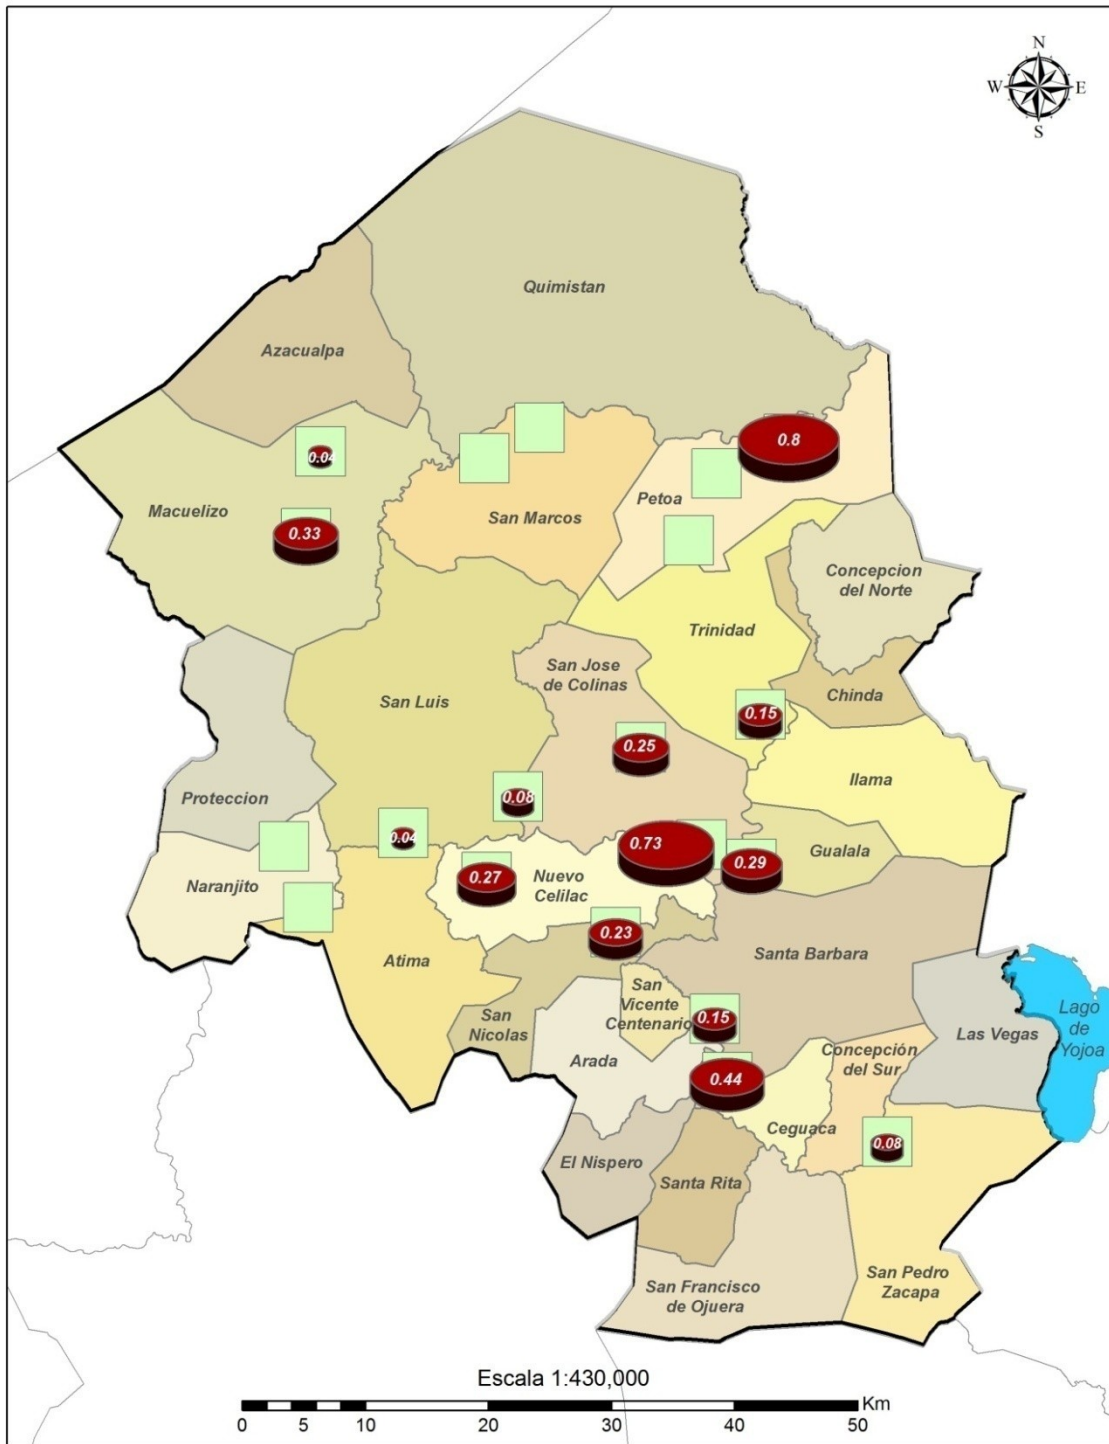 N
W
E
S
Quimistan
Azacualpa
0.8
0.04
Petoa
Macuelizo
San Marcos
0.33
Concepcion
del Norte
Trinidad
San Jose
de Colinas
San Luis
Chinda
0.15
0.25
Ilama
Proteccion
0.08
0.04
0.73
Gualala
0.29
0.27
Nuevo
Celilac
Naranjito
0.23
Atima
Santa Barbara
San
Vicente
Centenario
San
Nicolas
0.15
Lago
de
Yojoa
Las Vegas
Arada
Concepción
del Sur
0.44
Ceguaca
0.08
El Nispero
Santa Rita
San Francisco
de Ojuera
San Pedro
Zacapa
Escala 1:430,000
Km
0 5 10 20 30 40 50